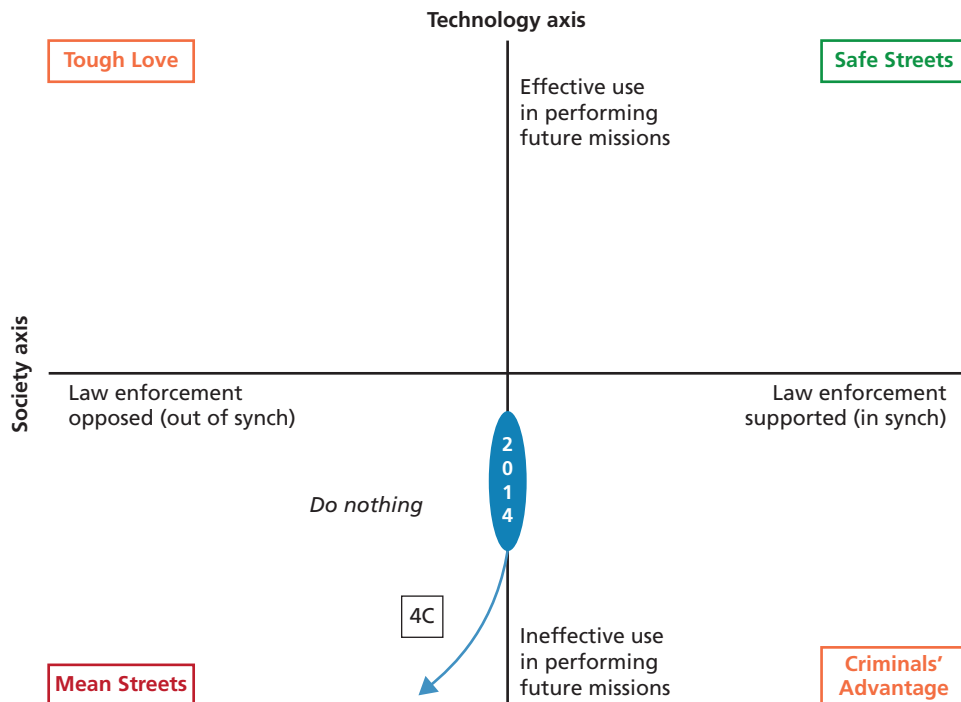 Technology axis
Tough Love
Safe Streets
Effective use
in performing
future missions
Society axis
Law enforcement
opposed (out of synch)
Law enforcement
supported (in synch)
2
0
1
4
Do nothing
4C
Ineffective use
in performing
future missions
Mean Streets
Criminals’
Advantage